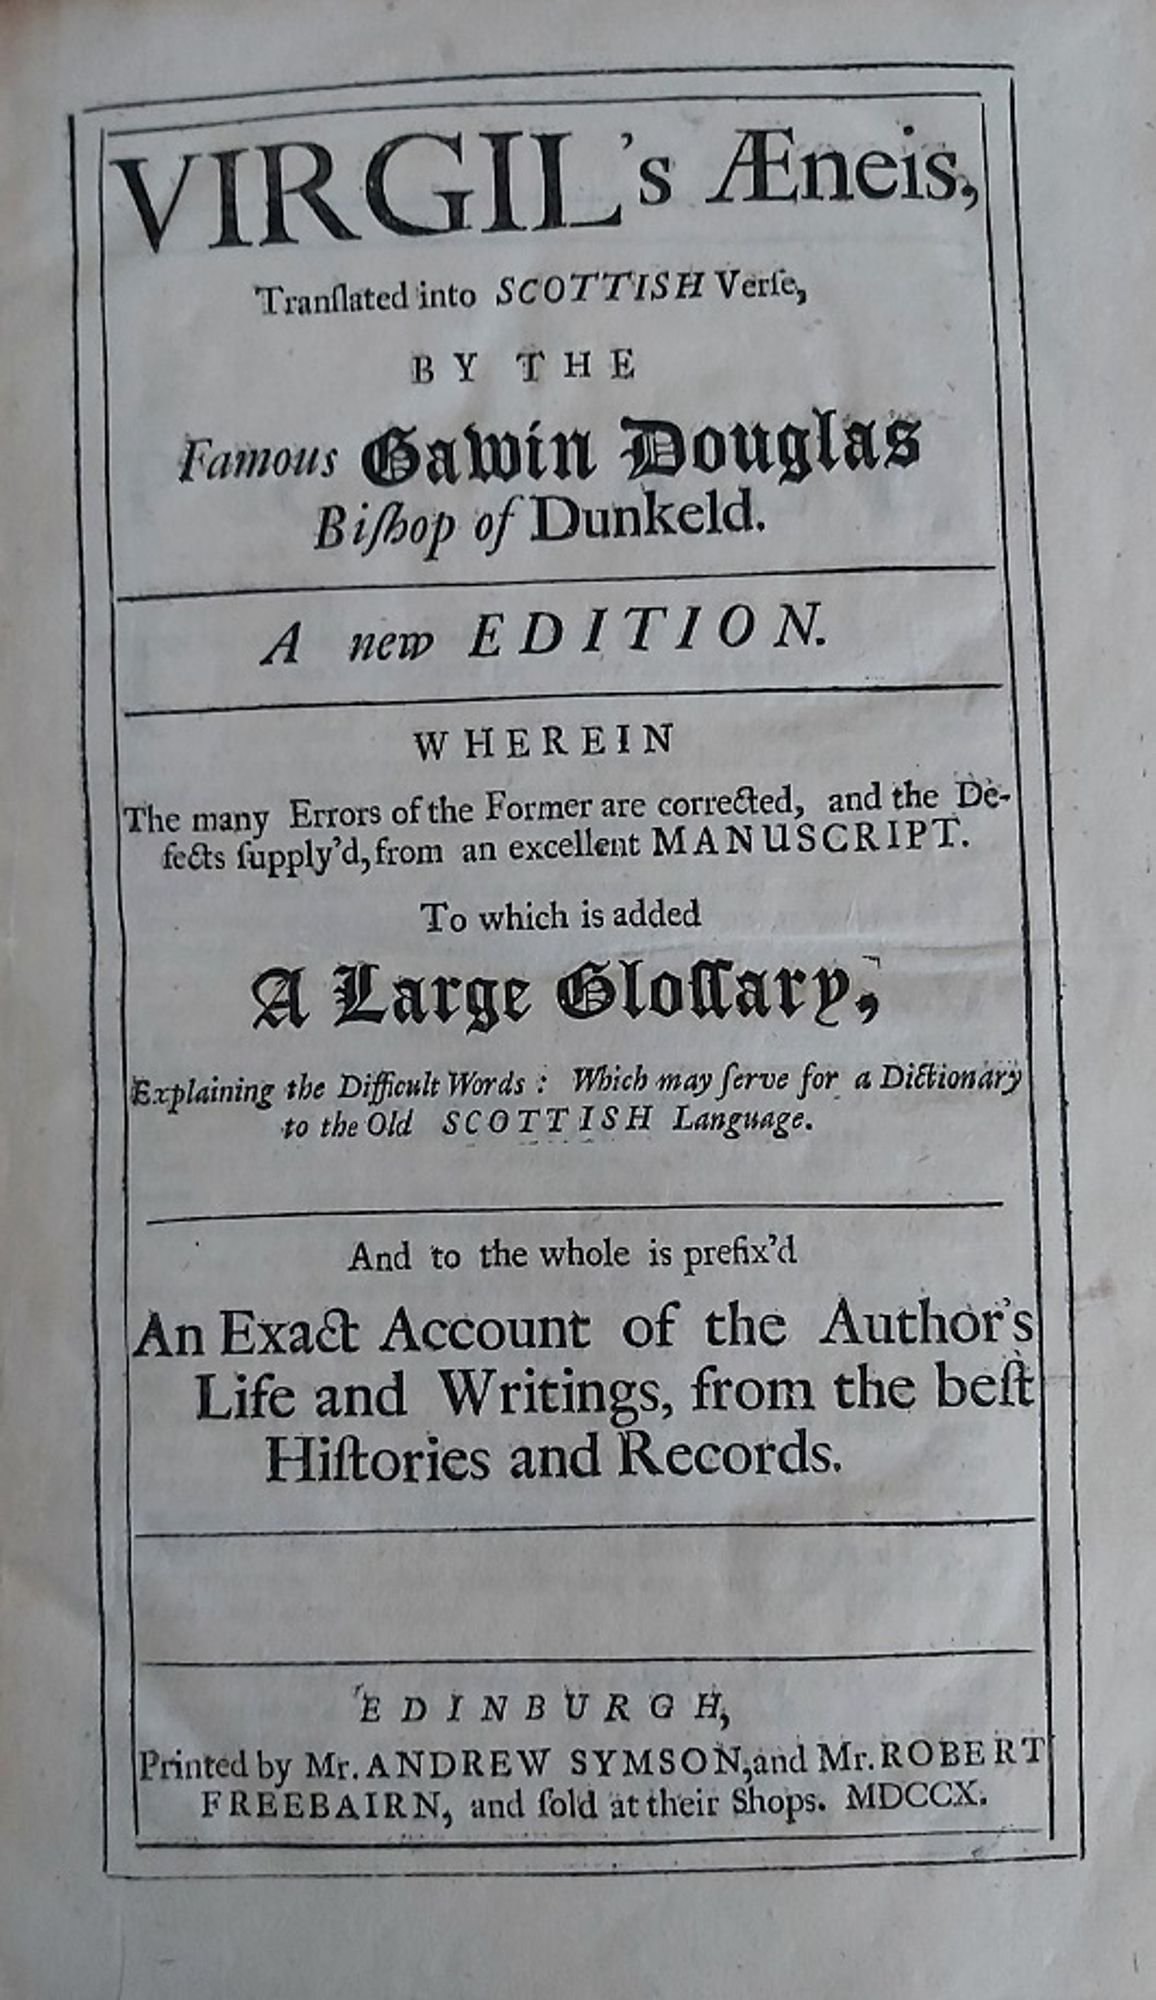 VIRGIL's Æneis,
Tranſlated into SCOTTISH Verſe,
BY THE
Famous Gawin Douglas
Biſhop of Dunkeld.
A new EDITION.
WHEREIN
The many Errors of the Former are corrected, and the De-
fects ſupply'd, from an excellent MANUSCRIPT.
To which is added
A Large Gloſſary,
Explaining the Difficult Words : Which may ſerve for a Dictionary
to the Old SCOTTISH Language.
And to the whole is prefix'd
An Exact Account of the Author's
Life and Writings, from the beſt
Hiſtories and Records.
EDINBURGH,
Printed by Mr. ANDREW SYMSON, and Mr. ROBERT
FREEBAIRN, and ſold at their Shops. MDCCX.